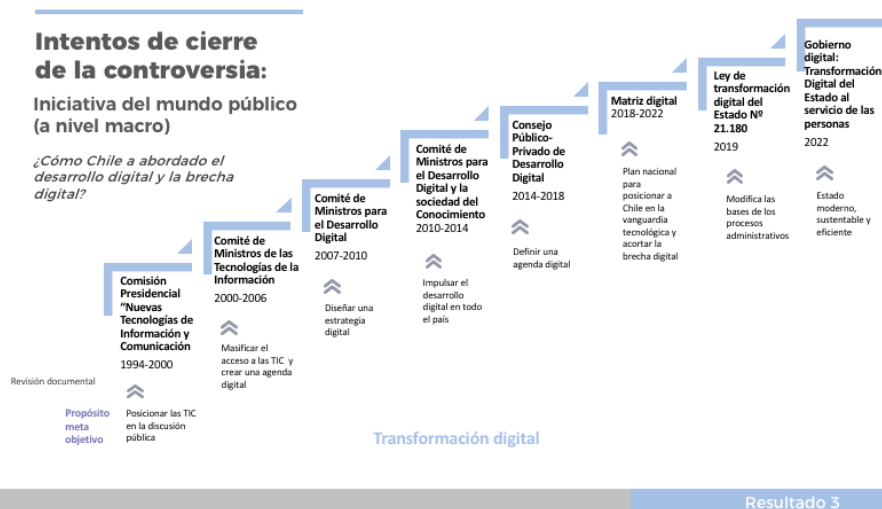 Intentos de cierre
de la controversia:
Iniciativa del mundo público
(a nivel macro)
¿Cómo Chile a abordado el
desarrollo digital y la brecha
digital?
Comisión
Presidencial
“Nuevas
Tecnologías de
Información y
Comunicación
1994-2000
Posicionar las TIC
en la discusión
pública
Comité de
Ministros de las
Tecnologías de la
Información
2000-2006
Masificar el
acceso a las TIC y
crear una agenda
digital
Comité de
Ministros para
el Desarrollo
Digital
2007-2010
Diseñar una
estrategia
digital
Comité de
Ministros para
el Desarrollo
Digital y la
sociedad del
Conocimiento
2010-2014
Impulsar el
desarrollo
digital en todo
el país
Consejo
Público-
Privado de
Desarrollo
Digital
2014-2018
Definir una
agenda digital
Matriz digital
2018-2022
Plan nacional
para
posicionar a
Chile en la
vanguardia
tecnológica y
acortar la
brecha digital
Ley de
transformación
digital del
Estado Nº
21.180
2019
Modifica las
bases de los
procesos
administrativos
Gobierno
digital:
Transformación
Digital del
Estado al
servicio de las
personas
2022
Estado
moderno,
sustentable y
eficiente
Revisión documental
Propósito
meta
objetivo
Transformación digital
Resultado 3